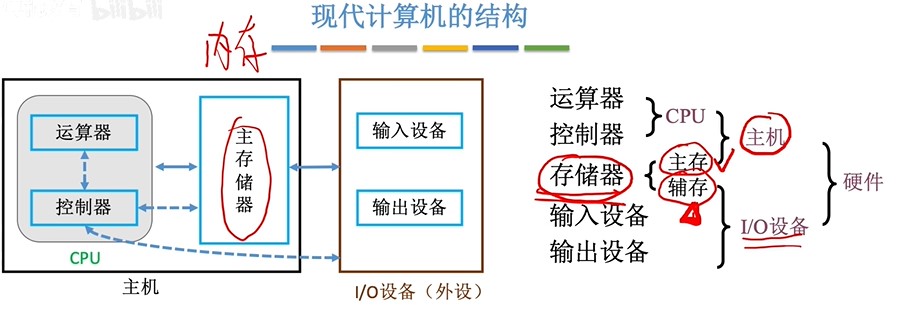 bilibili
现代计算机的结构
内存
运算器
控制器
CPU
主机
主存储器
输入设备
输出设备
I/O设备（外设）
运算器
控制器
存储器
输入设备
输出设备
CPU
主存
辅存
主机
I/O设备
硬件